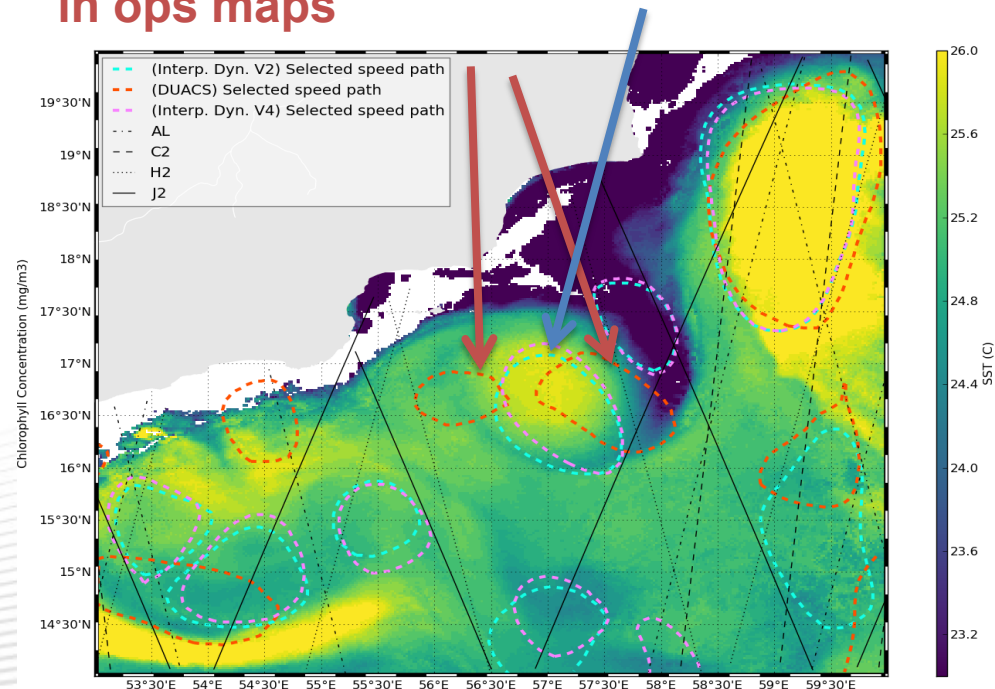 in ops maps
(Interp. Dyn. V2) Selected speed path
(DUACS) Selected speed path
(Interp. Dyn. V4) Selected speed path
AL
C2
H2
J2
19°30'N
19°N
18°30'N
18°N
17°30'N
17°N
16°30'N
16°N
15°30'N
15°N
14°30'N
Chlorophyll Concentration (mg/m3)
53°30'E 54°E 54°30'E 55°E 55°30'E 56°E 56°30'E 57°E 57°30'E 58°E 58°30'E 59°E 59°30'E
26.0
25.6
25.2
24.8
24.4
24.0
23.6
23.2
SST (C)